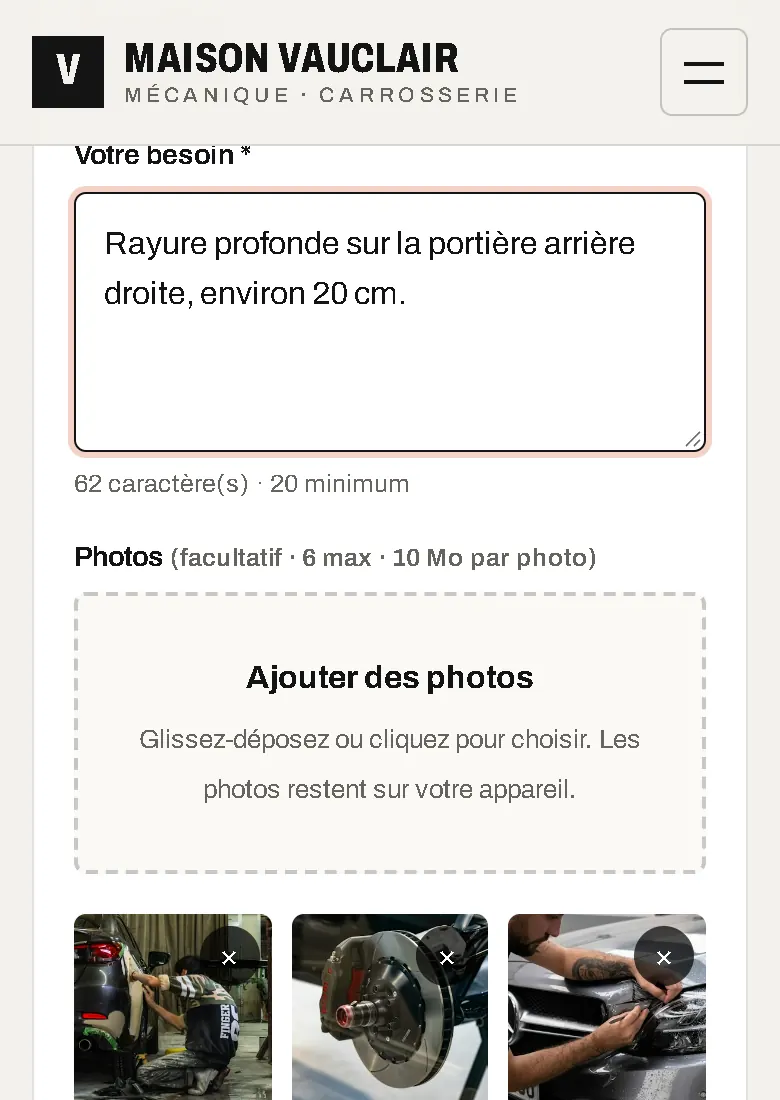 V
MAISON VAUCLAIR
MÉCANIQUE · CARROSSERIE
Votre besoin *
Rayure profonde sur la portière arrière
droite, environ 20 cm.
62 caractère(s) · 20 minimum
Photos (facultatif · 6 max · 10 Mo par photo)
Ajouter des photos
Glissez-déposez ou cliquez pour choisir. Les
photos restent sur votre appareil.
× × ×
FINGER